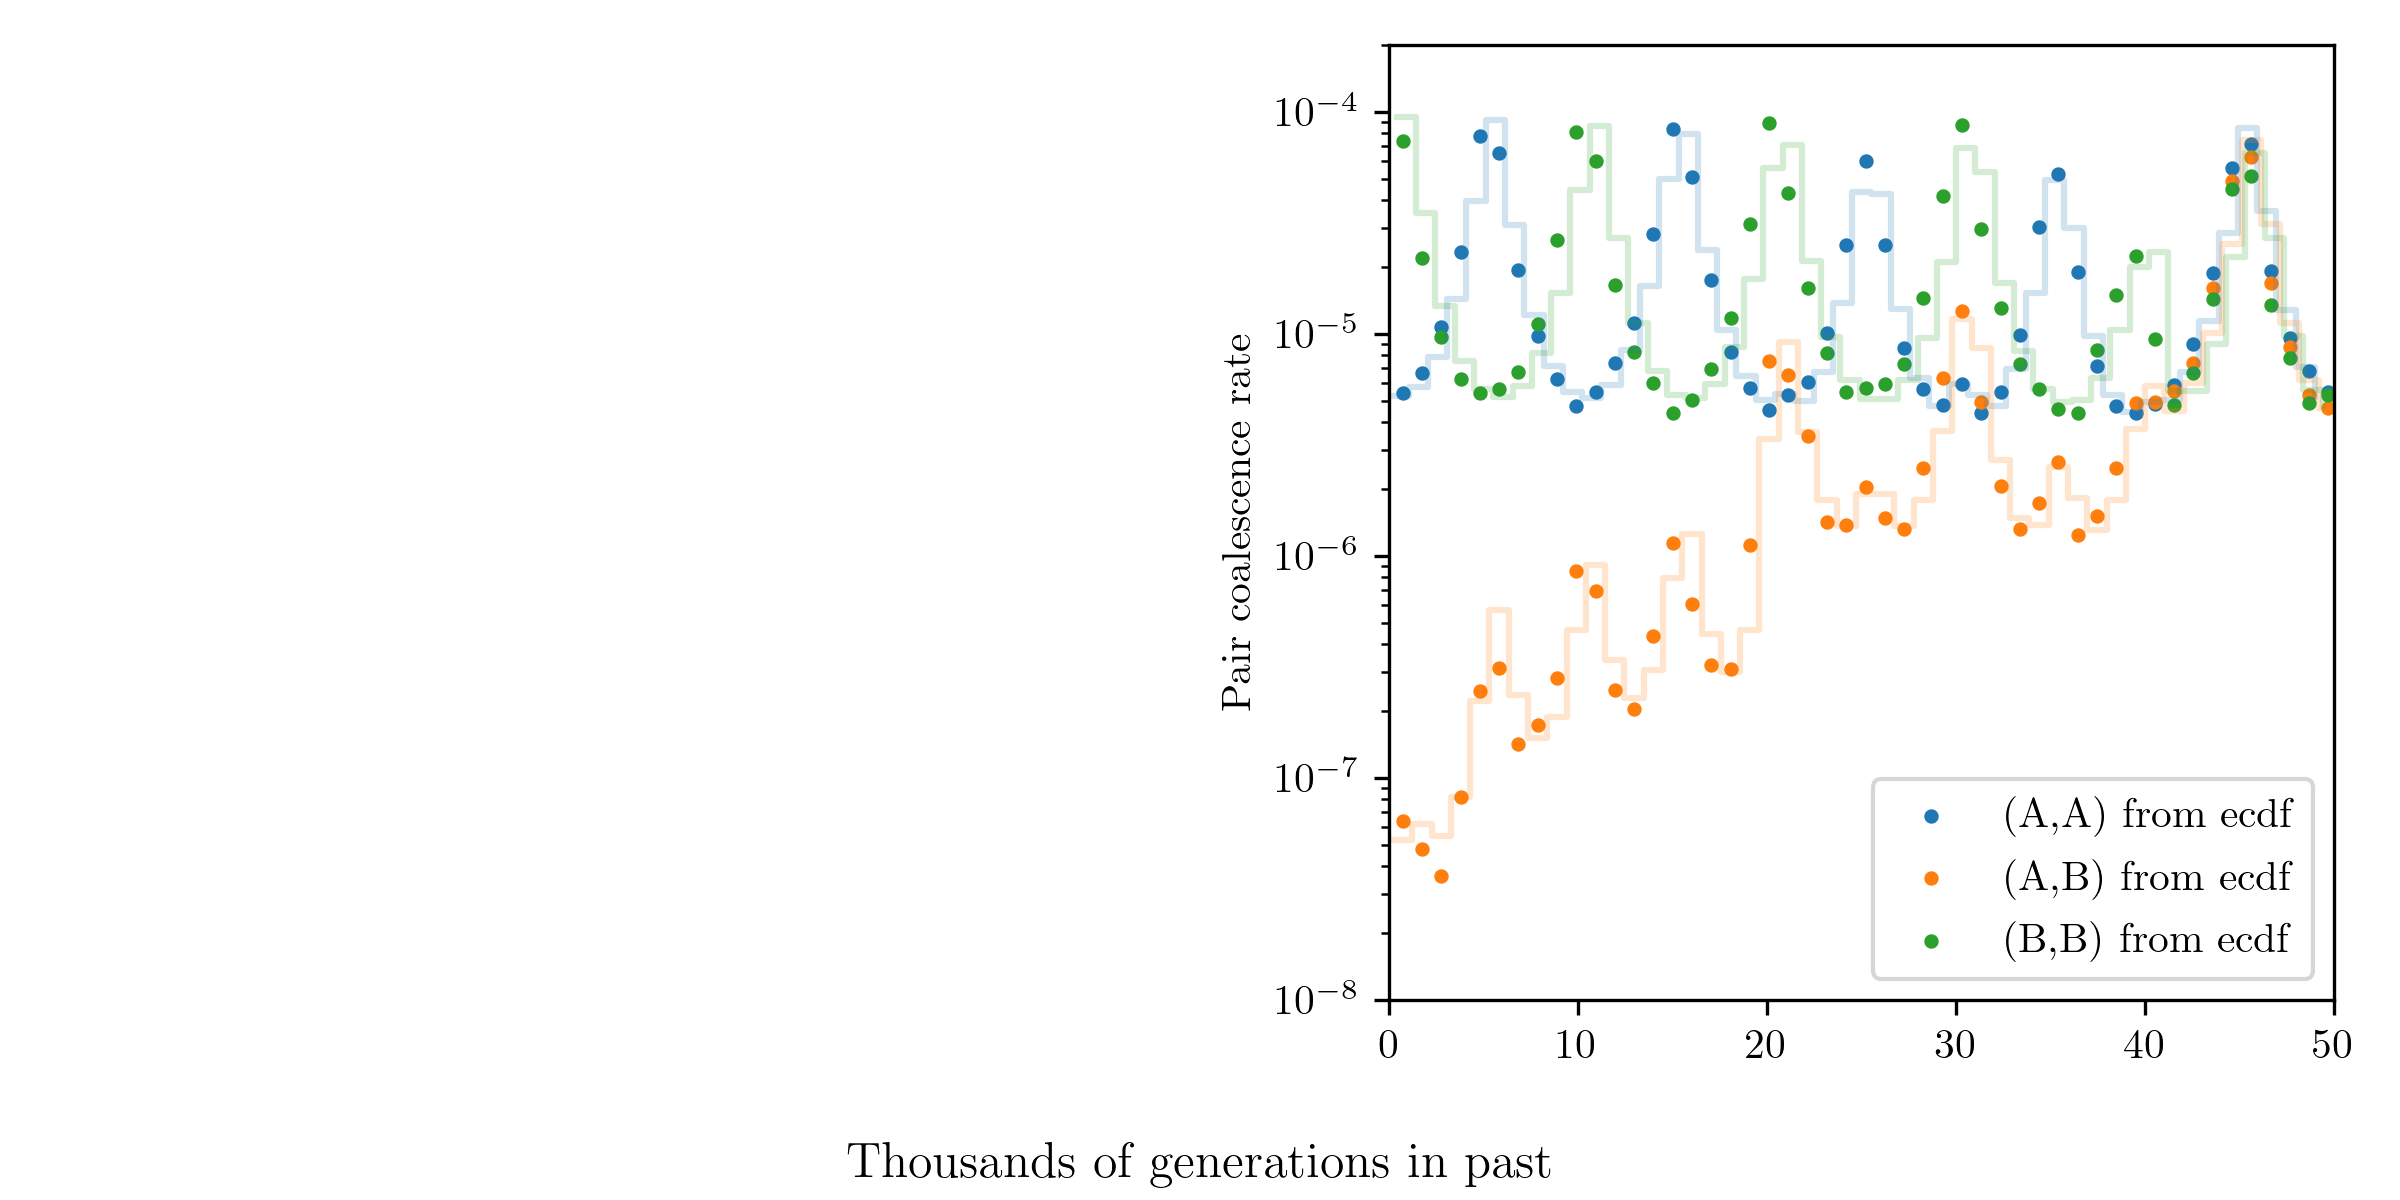 Pair coalescence rate
10⁻⁴
10⁻⁵
10⁻⁶
10⁻⁷
10⁻⁸
(A,A) from ecdf
(A,B) from ecdf
(B,B) from ecdf
0 10 20 30 40 50
Thousands of generations in past